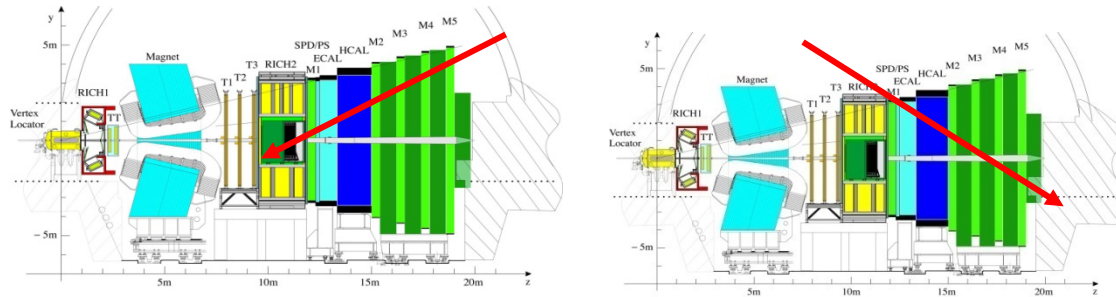 y
5m
Magnet
RICH1
Vertex
Locator
TT
T1
T2
T3
RICH2
SPD/PS
ECAL
HCAL
M1
M2
M3
M4
M5
− 5m
5m
10m
15m
20m
z
y
5m
Magnet
RICH1
Vertex
Locator
TT
T1
T2
T3
SPD/PS
ECAL
HCAL
M1
M2
M3
M4
M5
− 5m
5m
10m
15m
20m
z